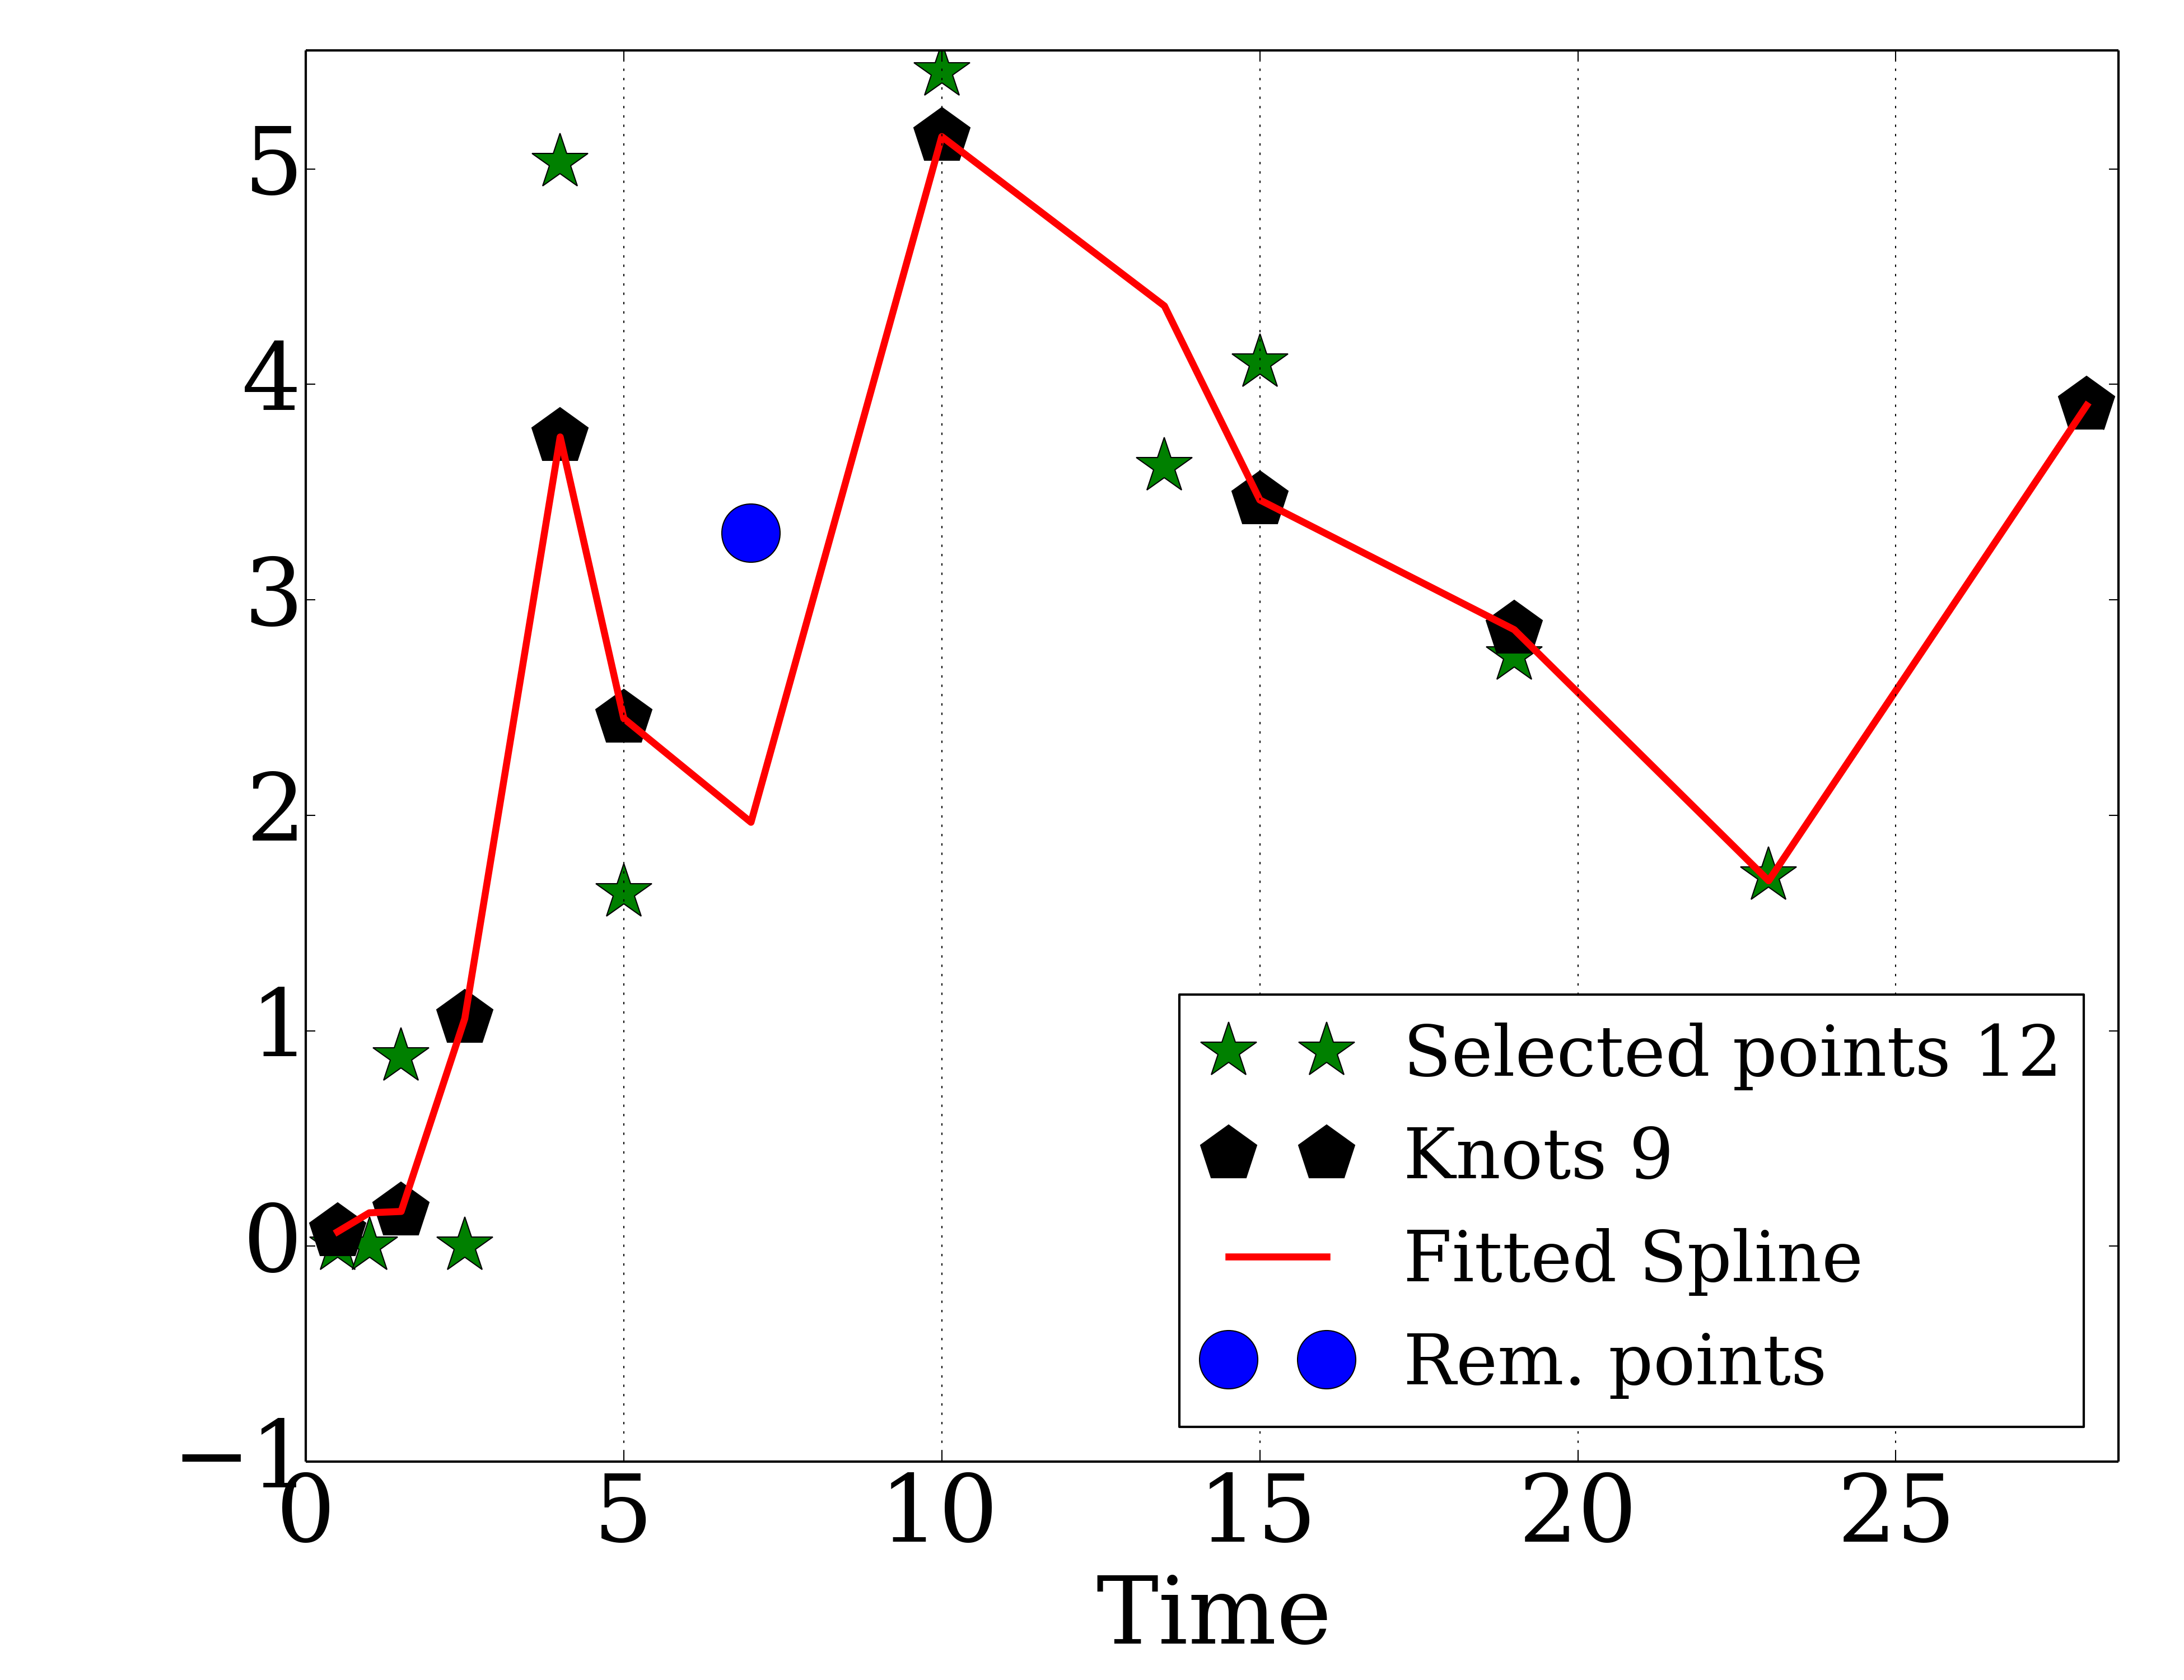 5
4
3
2
1
0
−1
Selected points 12
Knots 9
Fitted Spline
Rem. points
0 5 10 15 20 25
Time